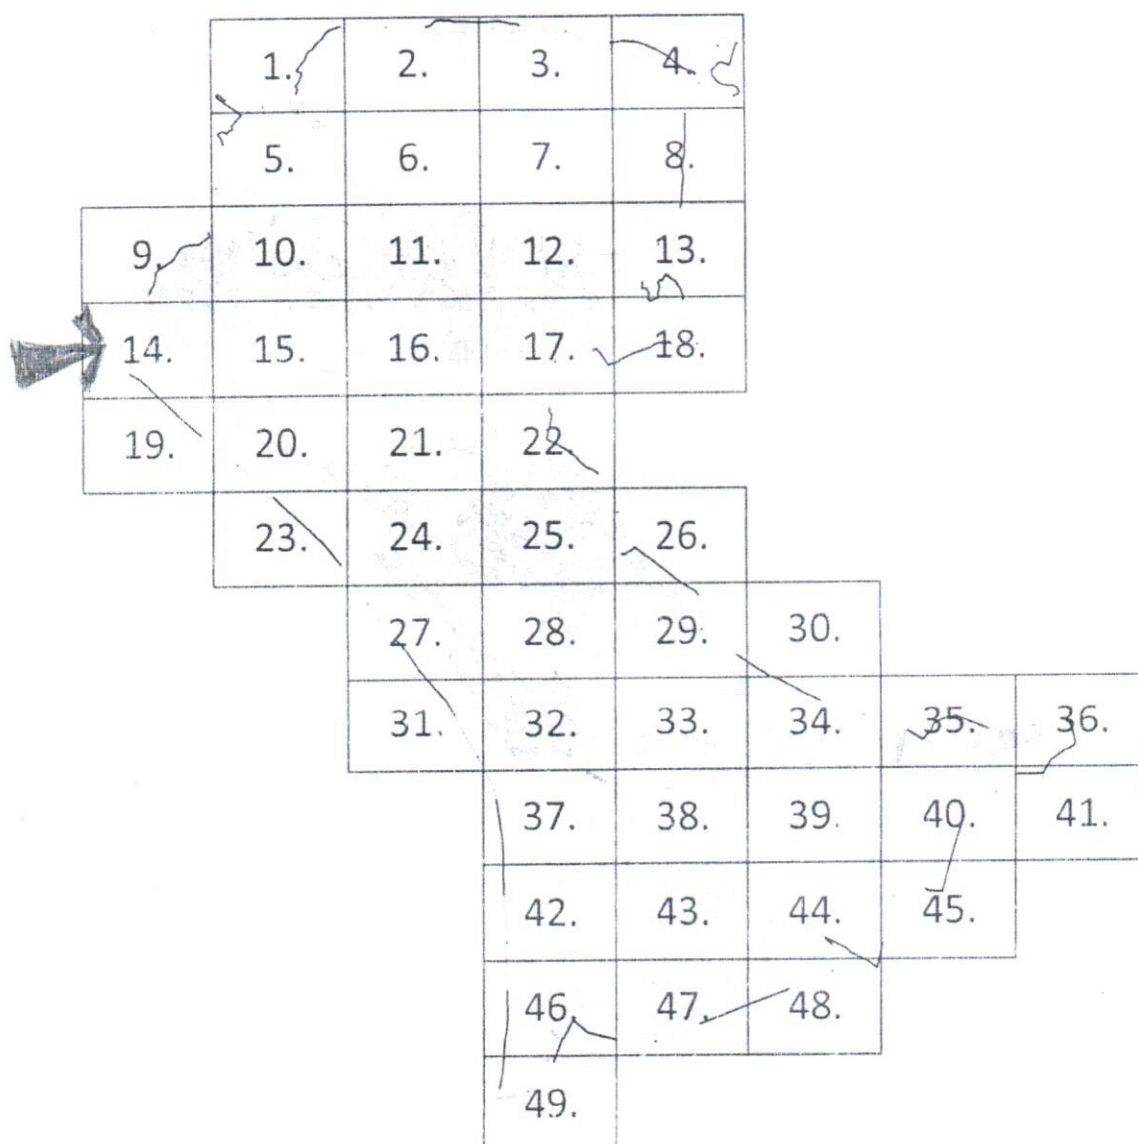 1. 2. 3. 4.
5. 6. 7. 8.
9. 10. 11. 12. 13.
14. 15. 16. 17. 18.
19. 20. 21. 22.
23. 24. 25. 26.
27. 28. 29. 30.
31. 32. 33. 34. 35. 36.
37. 38. 39. 40. 41.
42. 43. 44. 45.
46. 47. 48.
49.